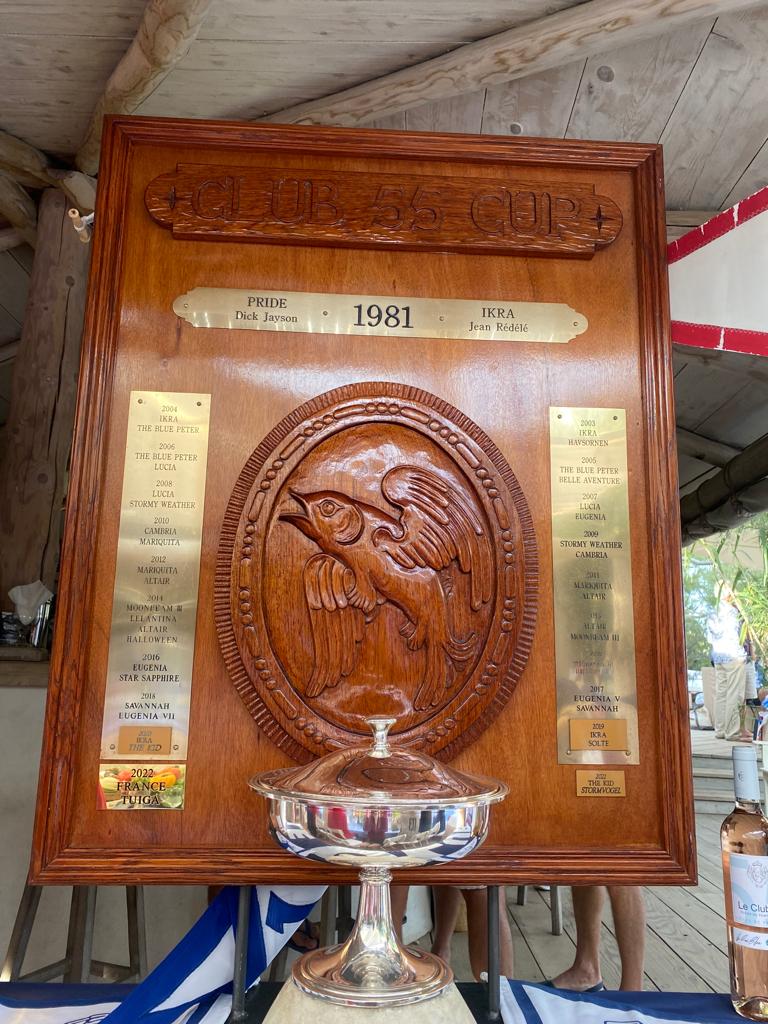 CLUB 55 CUP
PRIDE
Dick Jayson
1981
IKRA
Jean Rédélé
2004
IKRA
THE BLUE PETER
2006
THE BLUE PETER
LUCIA
2008
LUCIA
STORMY WEATHER
2010
CAMBRIA
MARIQUITA
2012
MARIQUITA
ALTAIR
2014
MOONBEAM III
LELANTINA
ALTAIR
HALLOWEEN
2016
EUGENIA
STAR SAPPHIRE
2018
SAVANNAH
EUGENIA VII
2020
IKRA
THE KID
2022
FRANCE
TUIGA
2003
IKRA
HAVSORNEN
2005
THE BLUE PETER
BELLE AVENTURE
2007
LUCIA
EUGENIA
2009
STORMY WEATHER
CAMBRIA
2011
MARIQUITA
ALTAIR
ALTAIR
MOONBEAM III
2017
EUGENIA V
SAVANNAH
2019
IKRA
SOLTE
THE KID
STORMVOGEL
Le Club